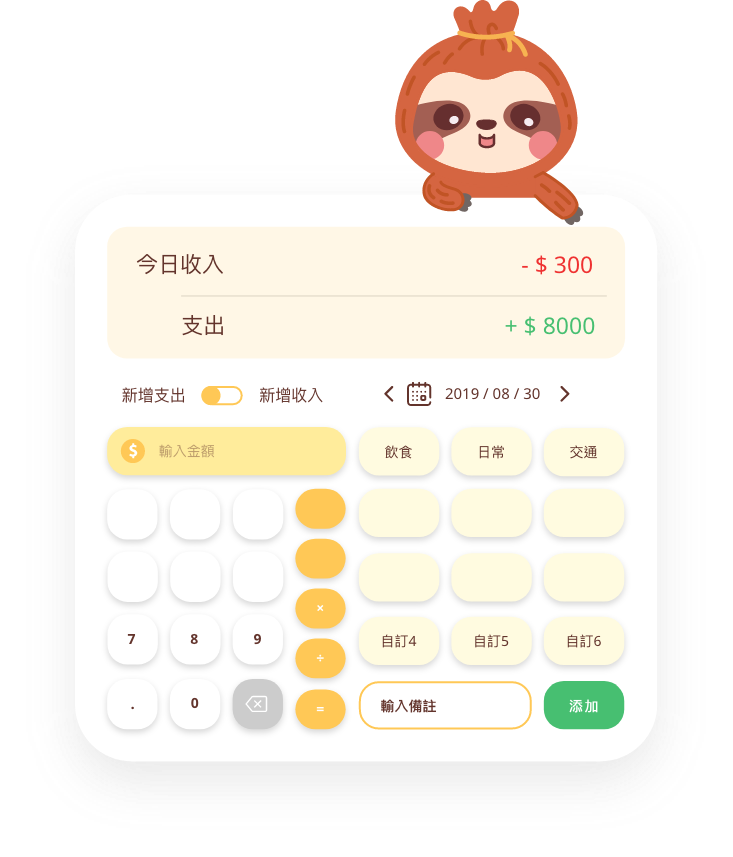 今日收入 - $ 300
支出 + $ 8000
新增支出 新增收入 2019 / 08 / 30
$ 輸入金額 飲食 日常 交通
×
7 8 9 自訂4 自訂5 自訂6
÷
. 0 = 輸入備註 添加